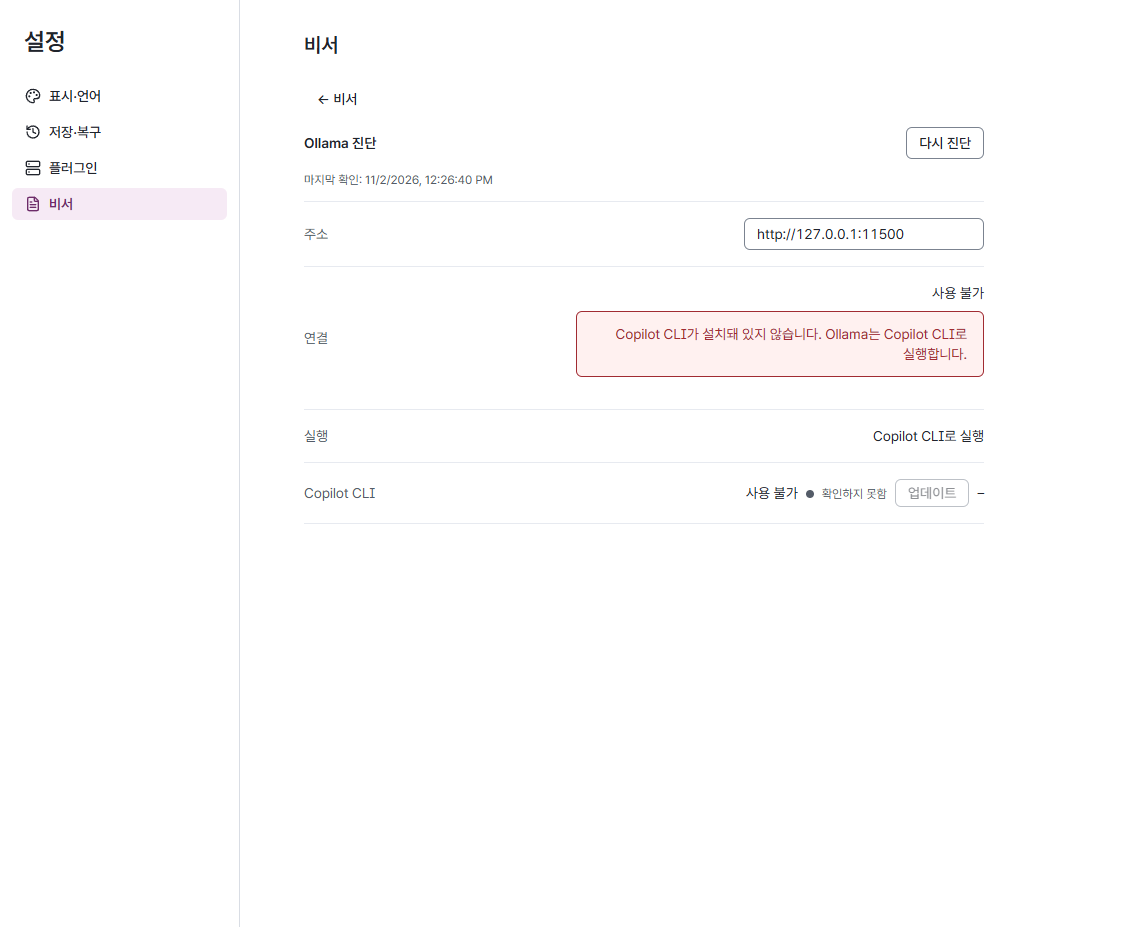 설정
표시·언어
저장·복구
플러그인
비서
비서
← 비서
Ollama 진단
다시 진단
마지막 확인: 11/2/2026, 12:26:40 PM
주소
http://127.0.0.1:11500
사용 불가
연결
Copilot CLI가 설치돼 있지 않습니다. Ollama는 Copilot CLI로
실행합니다.
실행
Copilot CLI로 실행
Copilot CLI
사용 불가 ● 확인하지 못함 업데이트 –